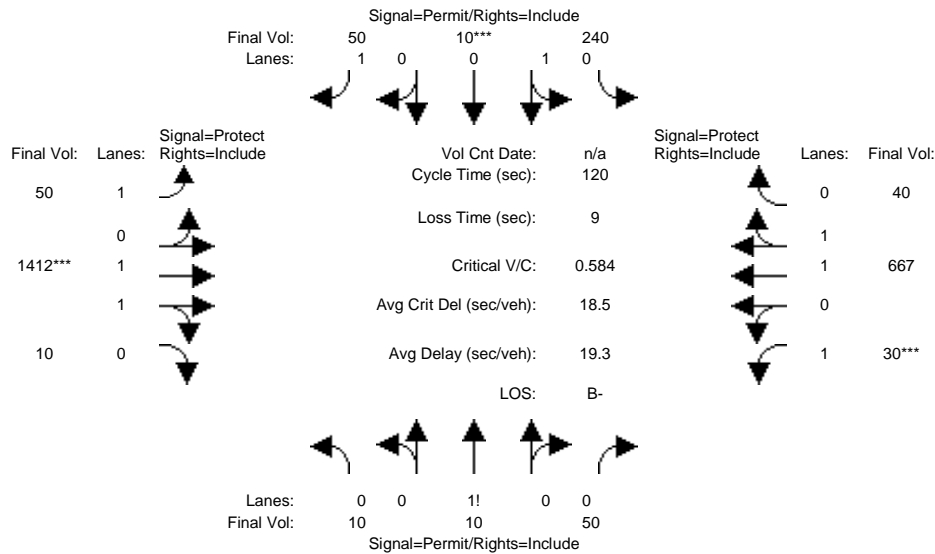 Signal=Permit/Rights=Include
Final Vol: 50 10*** 240
Lanes: 1 0 0 1 0
Signal=Protect
Final Vol: Lanes: Rights=Include
Vol Cnt Date: n/a
Signal=Protect
Rights=Include Lanes: Final Vol:
Cycle Time (sec): 120
50 1
0 40
Loss Time (sec): 9
0
1
1412*** 1
Critical V/C: 0.584
1 667
1
Avg Crit Del (sec/veh): 18.5
0
10 0
Avg Delay (sec/veh): 19.3
1 30***
LOS: B-
Lanes: 0 0 1! 0 0
Final Vol: 10 10 50
Signal=Permit/Rights=Include